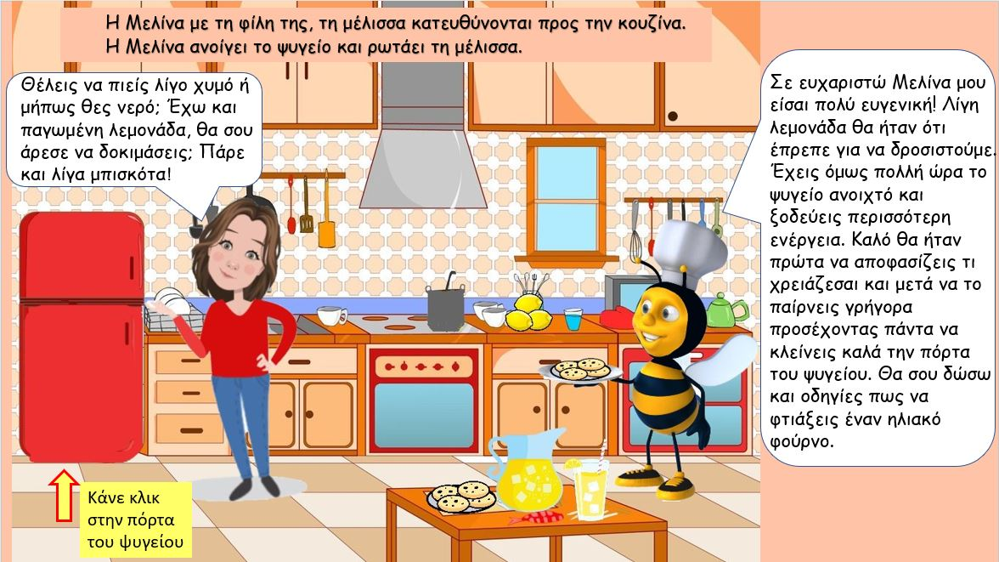 Η Μελίνα με τη φίλη της, τη μέλισσα κατευθύνονται προς την κουζίνα.
Η Μελίνα ανοίγει το ψυγείο και ρωτάει τη μέλισσα.
Θέλεις να πιείς λίγο χυμό ή
μήπως θες νερό; Έχω και
παγωμένη λεμονάδα, θα σου
άρεσε να δοκιμάσεις; Πάρε
και λίγα μπισκότα!
Σε ευχαριστώ Μελίνα μου
είσαι πολύ ευγενική! Λίγη
λεμονάδα θα ήταν ότι
έπρεπε για να δροσιστούμε.
Έχεις όμως πολλή ώρα το
ψυγείο ανοιχτό και
ξοδεύεις περισσότερη
ενέργεια. Καλό θα ήταν
πρώτα να αποφασίζεις τι
χρειάζεσαι και μετά να το
παίρνεις γρήγορα
προσέχοντας πάντα να
κλείνεις καλά την πόρτα
του ψυγείου. Θα σου δώσω
και οδηγίες πως να
φτιάξεις έναν ηλιακό
φούρνο.
Κάνε κλικ
στην πόρτα
του ψυγείου